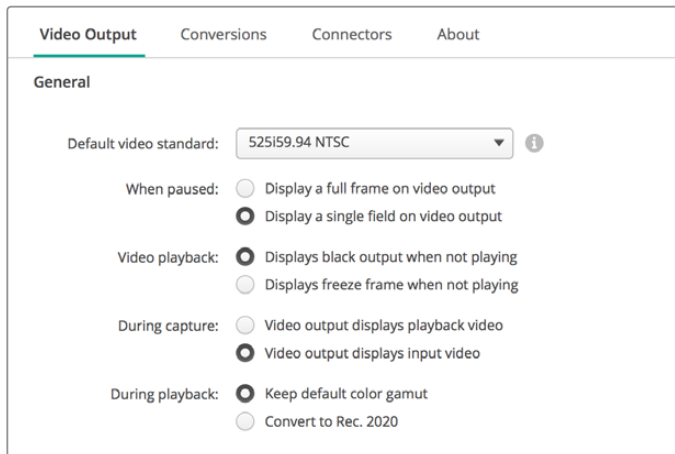 Video Output Conversions Connectors About
General
Default video standard: 525i59.94 NTSC
When paused: Display a full frame on video output
Display a single field on video output
Video playback: Displays black output when not playing
Displays freeze frame when not playing
During capture: Video output displays playback video
Video output displays input video
During playback: Keep default color gamut
Convert to Rec. 2020